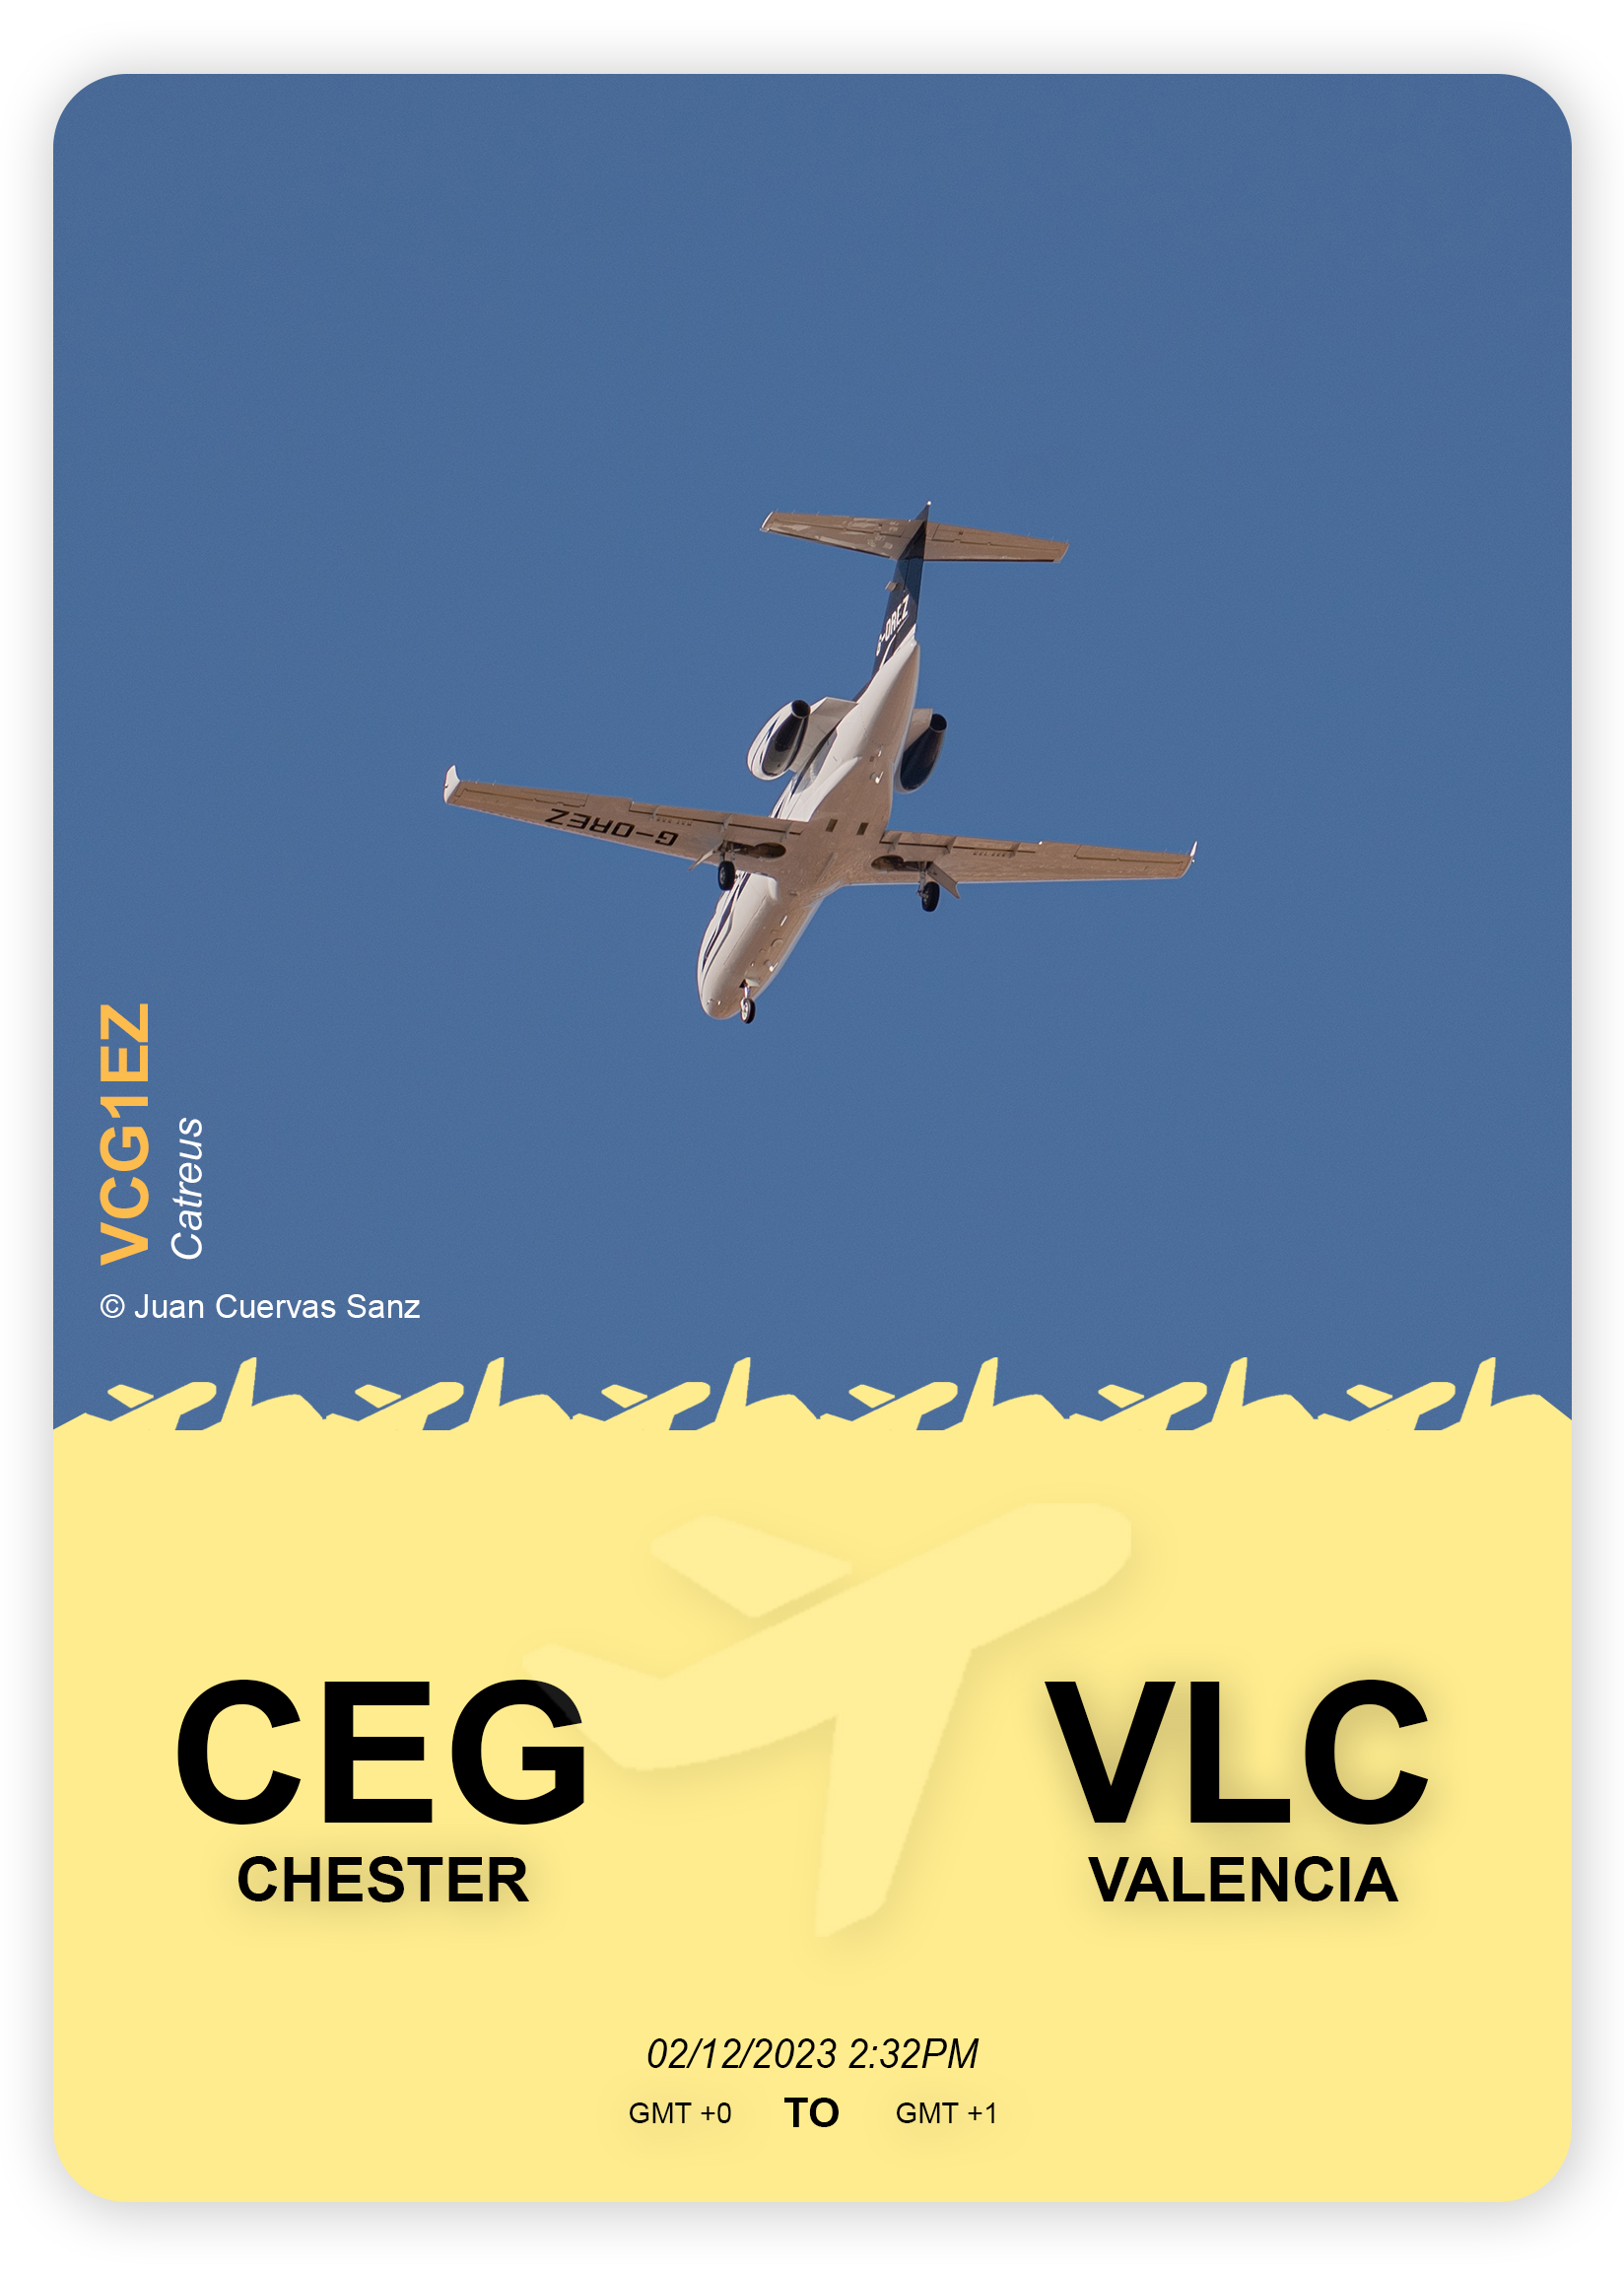 G-OREZ
G-OREZ
VCG1EZ
Catreus
© Juan Cuervas Sanz
CEG
VLC
CHESTER
VALENCIA
02/12/2023 2:32PM
GMT +0 TO GMT +1